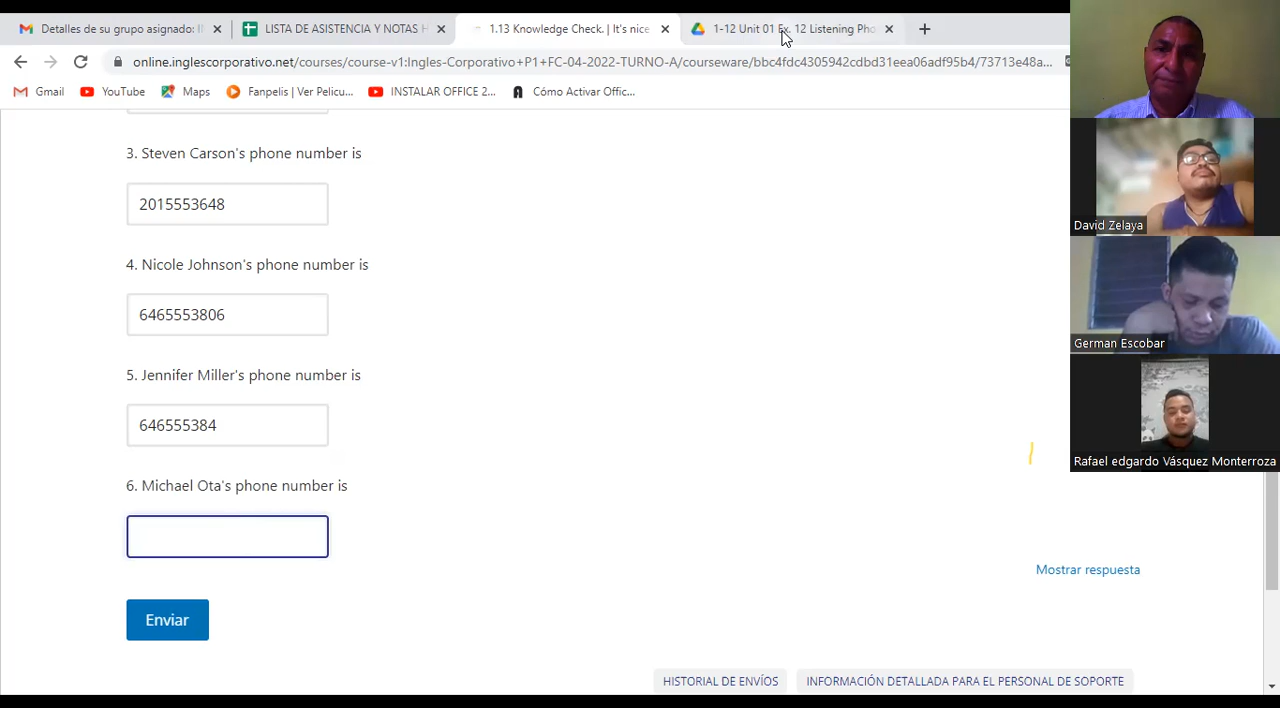 Detalles de su grupo asignado: I
LISTA DE ASISTENCIA Y NOTAS H
1.13 Knowledge Check. | It's nice
1-12 Unit 01 Ex. 12 Listening Pho
online.inglescorporativo.net/courses/course-v1:Ingles-Corporativo+P1+FC-04-2022-TURNO-A/courseware/bbc4fdc4305942cdbd31eea06adf95b4/73713e48a...
Gmail
YouTube
Maps
Fanpelis | Ver Pelicu...
INSTALAR OFFICE 2...
Cómo Activar Offic...
3. Steven Carson's phone number is
2015553648
4. Nicole Johnson's phone number is
6465553806
5. Jennifer Miller's phone number is
646555384
6. Michael Ota's phone number is
Mostrar respuesta
Enviar
HISTORIAL DE ENVÍOS
INFORMACIÓN DETALLADA PARA EL PERSONAL DE SOPORTE
David Zelaya
German Escobar
Rafael edgardo Vásquez Monterroza